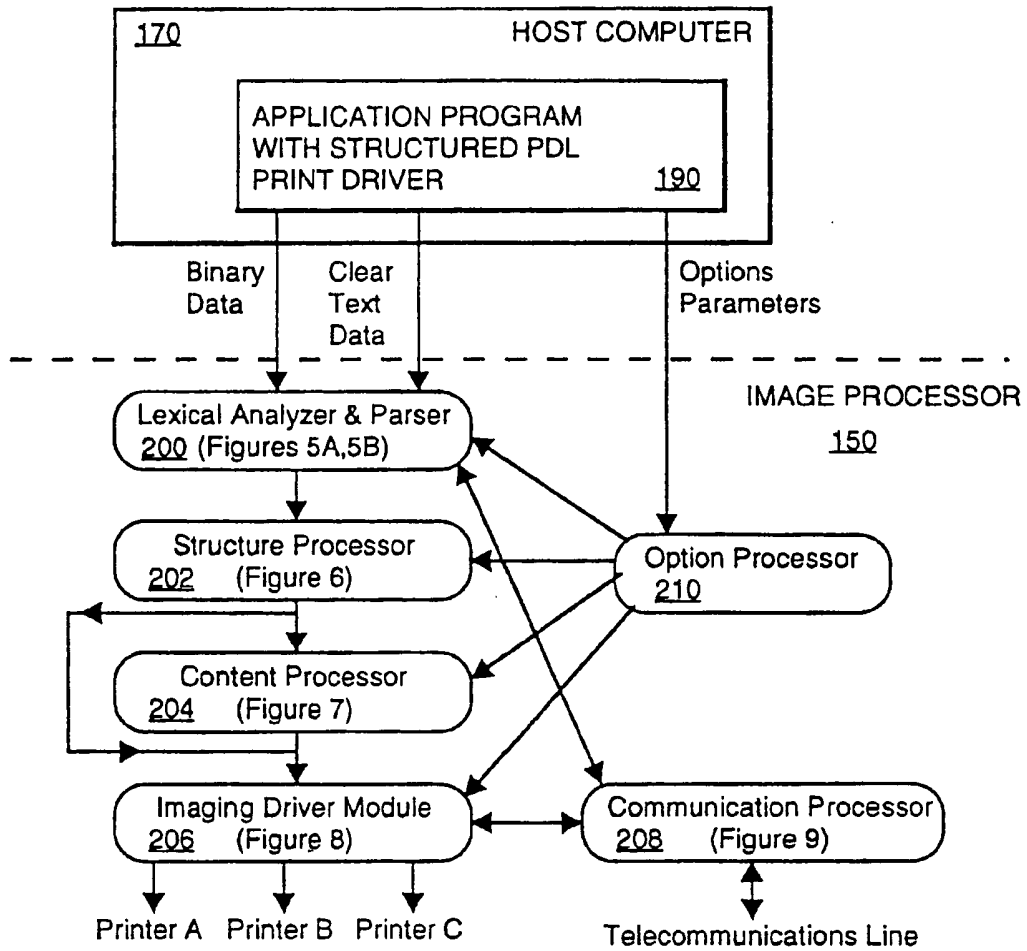 170 HOST COMPUTER
APPLICATION PROGRAM
WITH STRUCTURED PDL
PRINT DRIVER 190
Binary
Data
Clear
Text
Data
Options
Parameters
IMAGE PROCESSOR
150
Lexical Analyzer & Parser
200 (Figures 5A,5B)
Structure Processor
202 (Figure 6)
Option Processor
210
Content Processor
204 (Figure 7)
Imaging Driver Module
206 (Figure 8)
Communication Processor
208 (Figure 9)
Printer A Printer B Printer C
Telecommunications Line